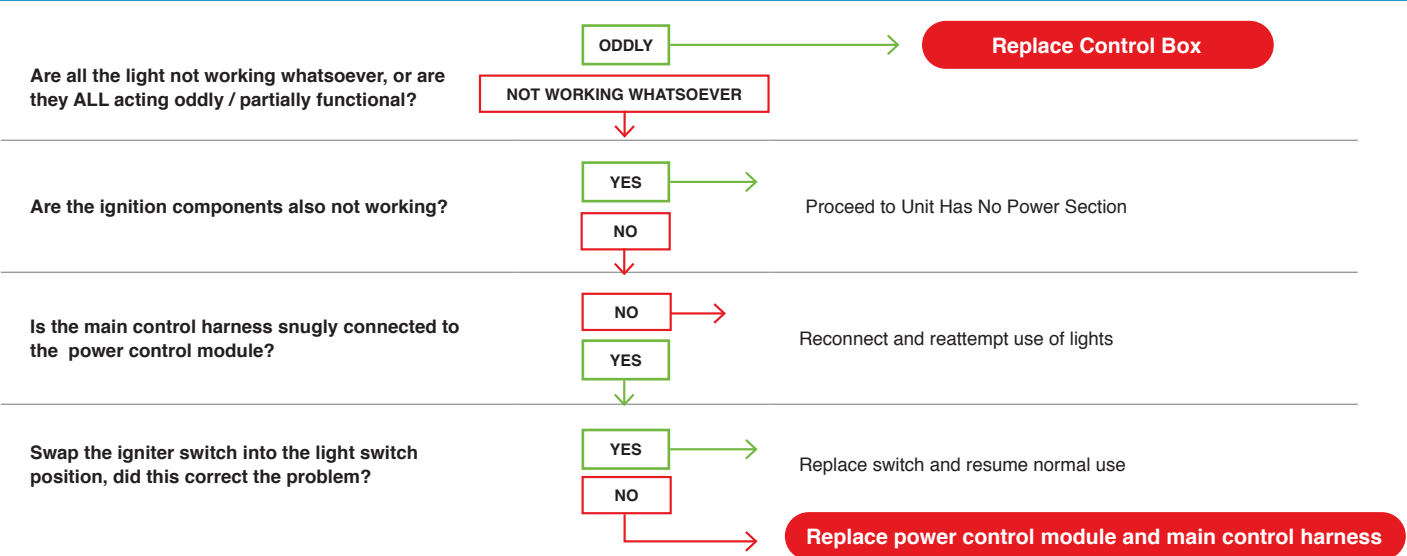 Are all the light not working whatsoever, or are
they ALL acting oddly / partially functional?
ODDLY
Replace Control Box
NOT WORKING WHATSOEVER
Are the ignition components also not working?
YES
Proceed to Unit Has No Power Section
NO
Is the main control harness snugly connected to
the power control module?
NO
Reconnect and reattempt use of lights
YES
Swap the igniter switch into the light switch
position, did this correct the problem?
YES
Replace switch and resume normal use
NO
Replace power control module and main control harness